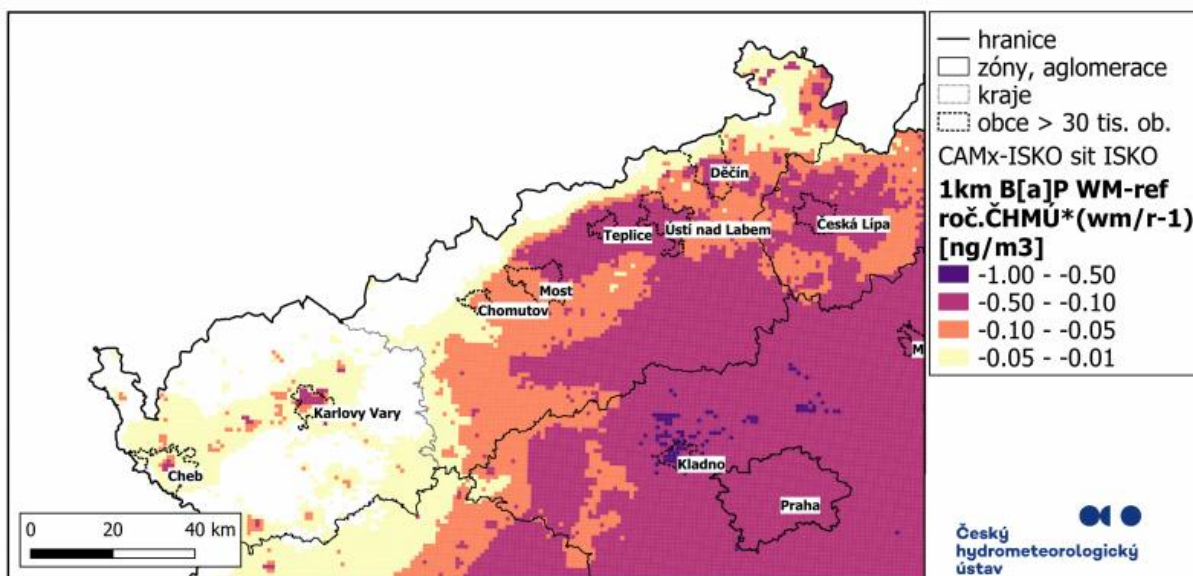 hranice
zóny, aglomerace
kraje
obce > 30 tis. ob.
CAMx-ISKO sit ISKO
1km B[a]P WM-ref
roč.ČHMÚ*(wm/r-1)
[ng/m3]
-1.00 - -0.50
-0.50 - -0.10
-0.10 - -0.05
-0.05 - -0.01
Děčín
Teplice
Ústí nad Labem
Česká Lípa
Most
Chomutov
M
Karlovy Vary
Cheb
Kladno
Praha
0 20 40 km
Český
hydrometeorologický
ústav